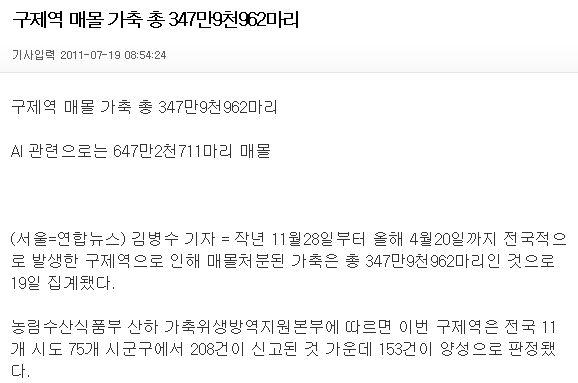 구제역 매몰 가축 총 347만9천962마리
기사입력 2011-07-19 08:54:24
구제역 매몰 가축 총 347만9천962마리
AI 관련으로는 647만2천711마리 매몰
(서울=연합뉴스) 김병수 기자 = 작년 11월28일부터 올해 4월20일까지 전국적으
로 발생한 구제역으로 인해 매몰처분된 가축은 총 347만9천962마리인 것으로
19일 집계됐다.
농림수산식품부 산하 가축위생방역지원본부에 따르면 이번 구제역은 전국 11
개 시도 75개 시군구에서 208건이 신고된 것 가운데 153건이 양성으로 판정됐
다.